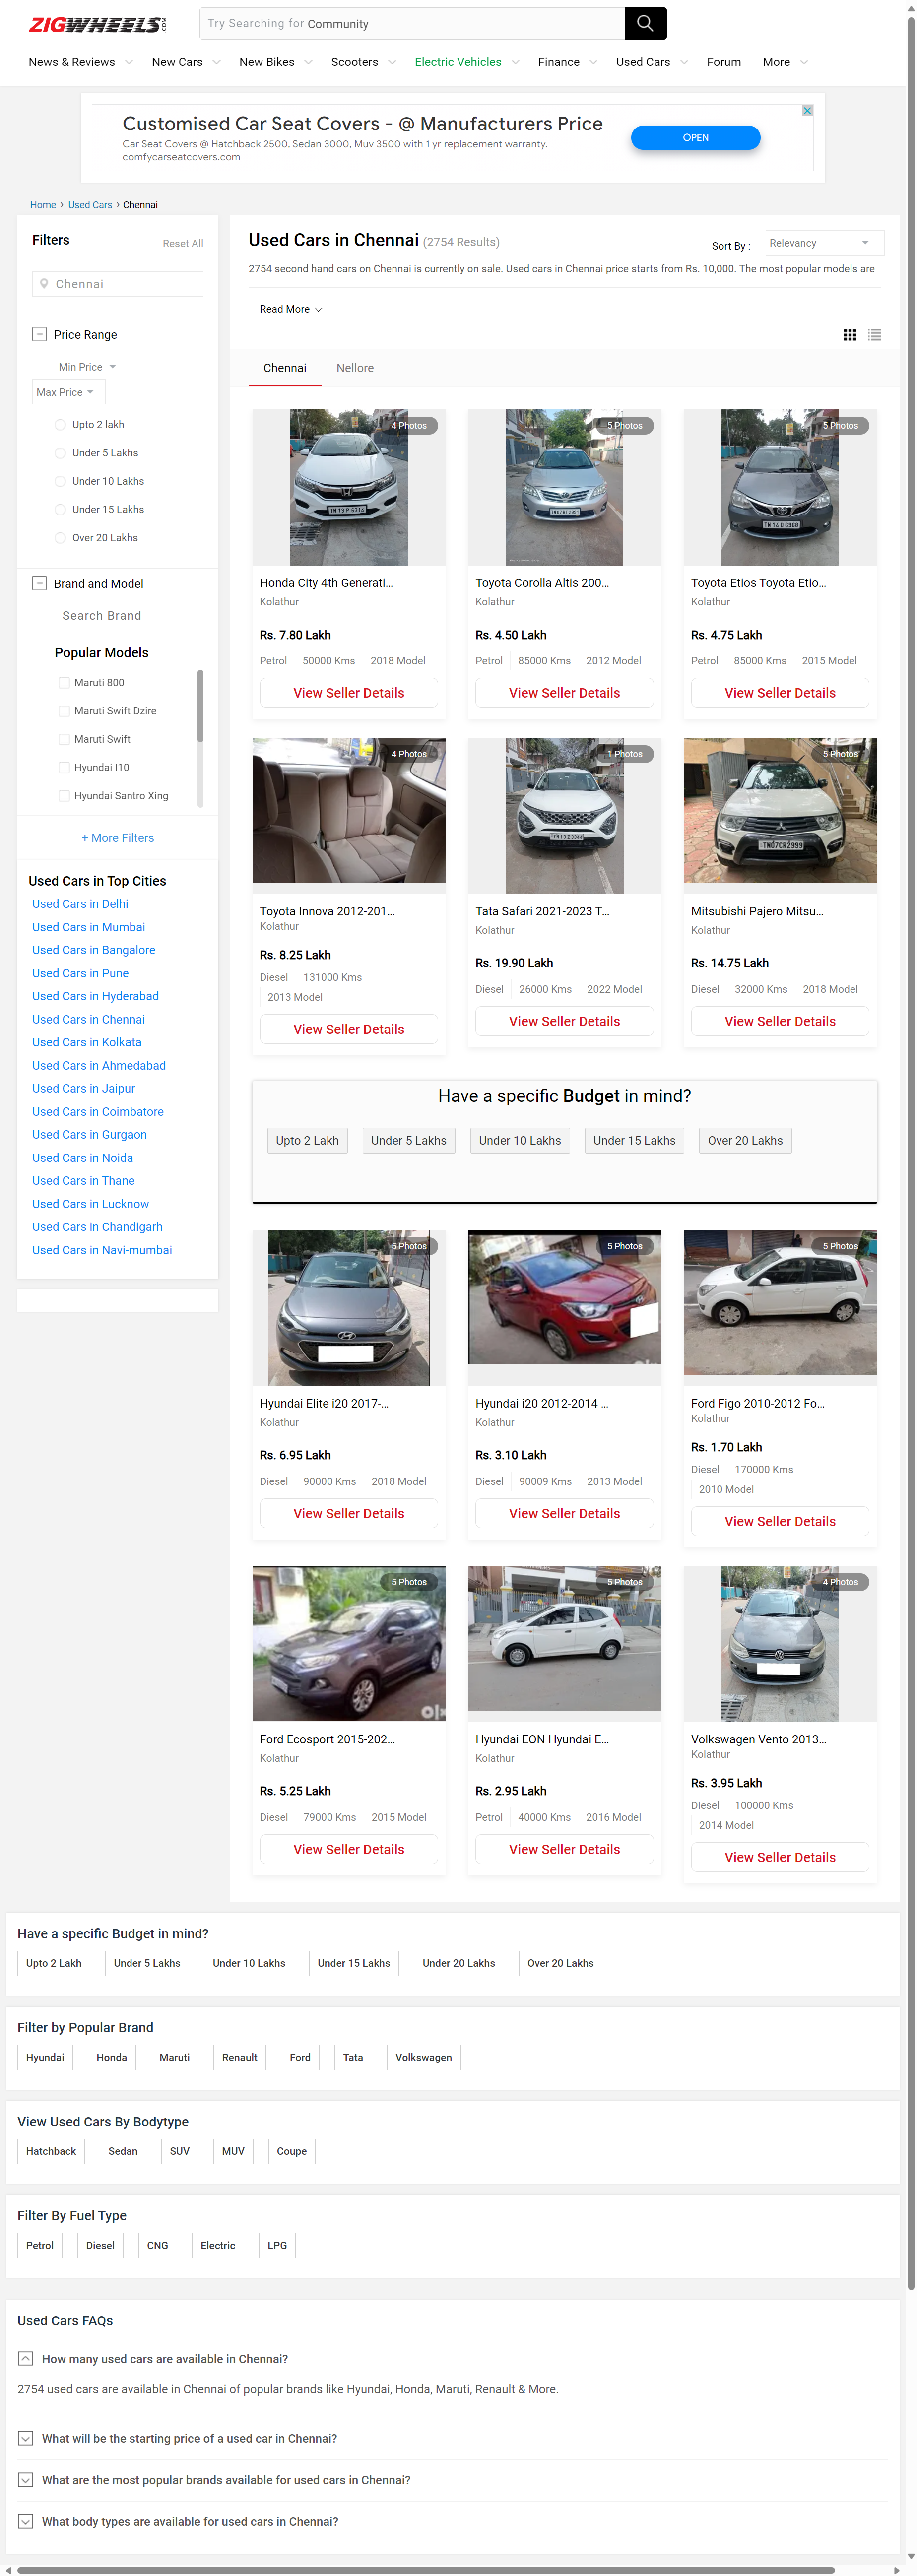 ZIGWHEELS.COM
Try Searching for Community
News & Reviews
New Cars
New Bikes
Scooters
Electric Vehicles
Finance
Used Cars
Forum
More
Customised Car Seat Covers - @ Manufacturers Price
Car Seat Covers @ Hatchback 2500, Sedan 3000, Muv 3500 with 1 yr replacement warranty.
comfycarseatcovers.com
OPEN
Home › Used Cars › Chennai
Filters
Reset All
Chennai
Price Range
Min Price
Max Price
Upto 2 lakh
Under 5 Lakhs
Under 10 Lakhs
Under 15 Lakhs
Over 20 Lakhs
Brand and Model
Search Brand
Popular Models
Maruti 800
Maruti Swift Dzire
Maruti Swift
Hyundai I10
Hyundai Santro Xing
+ More Filters
Used Cars in Top Cities
Used Cars in Delhi
Used Cars in Mumbai
Used Cars in Bangalore
Used Cars in Pune
Used Cars in Hyderabad
Used Cars in Chennai
Used Cars in Kolkata
Used Cars in Ahmedabad
Used Cars in Jaipur
Used Cars in Coimbatore
Used Cars in Gurgaon
Used Cars in Noida
Used Cars in Thane
Used Cars in Lucknow
Used Cars in Chandigarh
Used Cars in Navi-mumbai
Used Cars in Chennai (2754 Results)
Sort By :
Relevancy
2754 second hand cars on Chennai is currently on sale. Used cars in Chennai price starts from Rs. 10,000. The most popular models are
Read More
Chennai
Nellore
4 Photos
Honda City 4th Generati...
Kolathur
Rs. 7.80 Lakh
Petrol
50000 Kms
2018 Model
View Seller Details
5 Photos
Toyota Corolla Altis 200...
Kolathur
Rs. 4.50 Lakh
Petrol
85000 Kms
2012 Model
View Seller Details
5 Photos
TN 14 D 6968
Toyota Etios Toyota Etio...
Kolathur
Rs. 4.75 Lakh
Petrol
85000 Kms
2015 Model
View Seller Details
4 Photos
Toyota Innova 2012-201...
Kolathur
Rs. 8.25 Lakh
Diesel
131000 Kms
2013 Model
View Seller Details
1 Photos
Tata Safari 2021-2023 T...
Kolathur
Rs. 19.90 Lakh
Diesel
26000 Kms
2022 Model
View Seller Details
5 Photos
TN07CR2999
Mitsubishi Pajero Mitsu...
Kolathur
Rs. 14.75 Lakh
Diesel
32000 Kms
2018 Model
View Seller Details
Have a specific Budget in mind?
Upto 2 Lakh
Under 5 Lakhs
Under 10 Lakhs
Under 15 Lakhs
Over 20 Lakhs
5 Photos
Hyundai Elite i20 2017-...
Kolathur
Rs. 6.95 Lakh
Diesel
90000 Kms
2018 Model
View Seller Details
5 Photos
Hyundai i20 2012-2014 ...
Kolathur
Rs. 3.10 Lakh
Diesel
90009 Kms
2013 Model
View Seller Details
5 Photos
Ford Figo 2010-2012 Fo...
Kolathur
Rs. 1.70 Lakh
Diesel
170000 Kms
2010 Model
View Seller Details
5 Photos
Ford Ecosport 2015-202...
Kolathur
Rs. 5.25 Lakh
Diesel
79000 Kms
2015 Model
View Seller Details
5 Photos
Hyundai EON Hyundai E...
Kolathur
Rs. 2.95 Lakh
Petrol
40000 Kms
2016 Model
View Seller Details
4 Photos
Volkswagen Vento 2013...
Kolathur
Rs. 3.95 Lakh
Diesel
100000 Kms
2014 Model
View Seller Details
Have a specific Budget in mind?
Upto 2 Lakh
Under 5 Lakhs
Under 10 Lakhs
Under 15 Lakhs
Under 20 Lakhs
Over 20 Lakhs
Filter by Popular Brand
Hyundai
Honda
Maruti
Renault
Ford
Tata
Volkswagen
View Used Cars By Bodytype
Hatchback
Sedan
SUV
MUV
Coupe
Filter By Fuel Type
Petrol
Diesel
CNG
Electric
LPG
Used Cars FAQs
How many used cars are available in Chennai?
2754 used cars are available in Chennai of popular brands like Hyundai, Honda, Maruti, Renault & More.
What will be the starting price of a used car in Chennai?
What are the most popular brands available for used cars in Chennai?
What body types are available for used cars in Chennai?